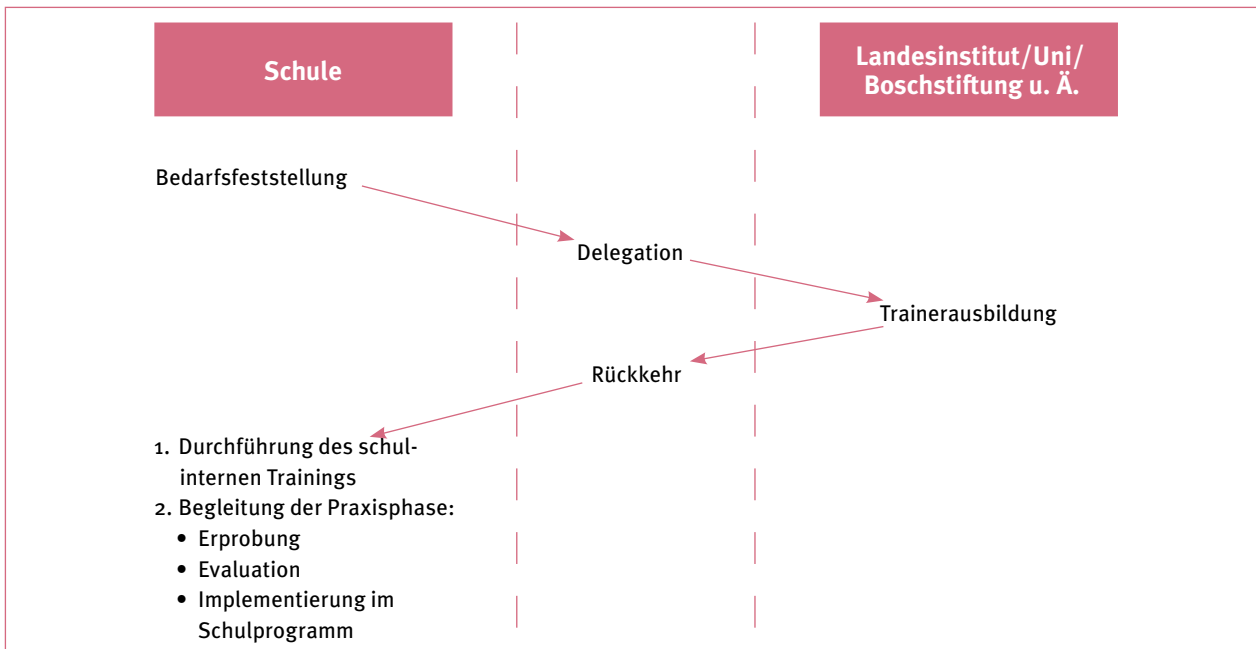 Schule
Landesinstitut/Uni/
Boschstiftung u. Ä.
Bedarfsfeststellung
Delegation
Trainerausbildung
Rückkehr
1. Durchführung des schul-
internen Trainings
2. Begleitung der Praxisphase:
• Erprobung
• Evaluation
• Implementierung im
Schulprogramm